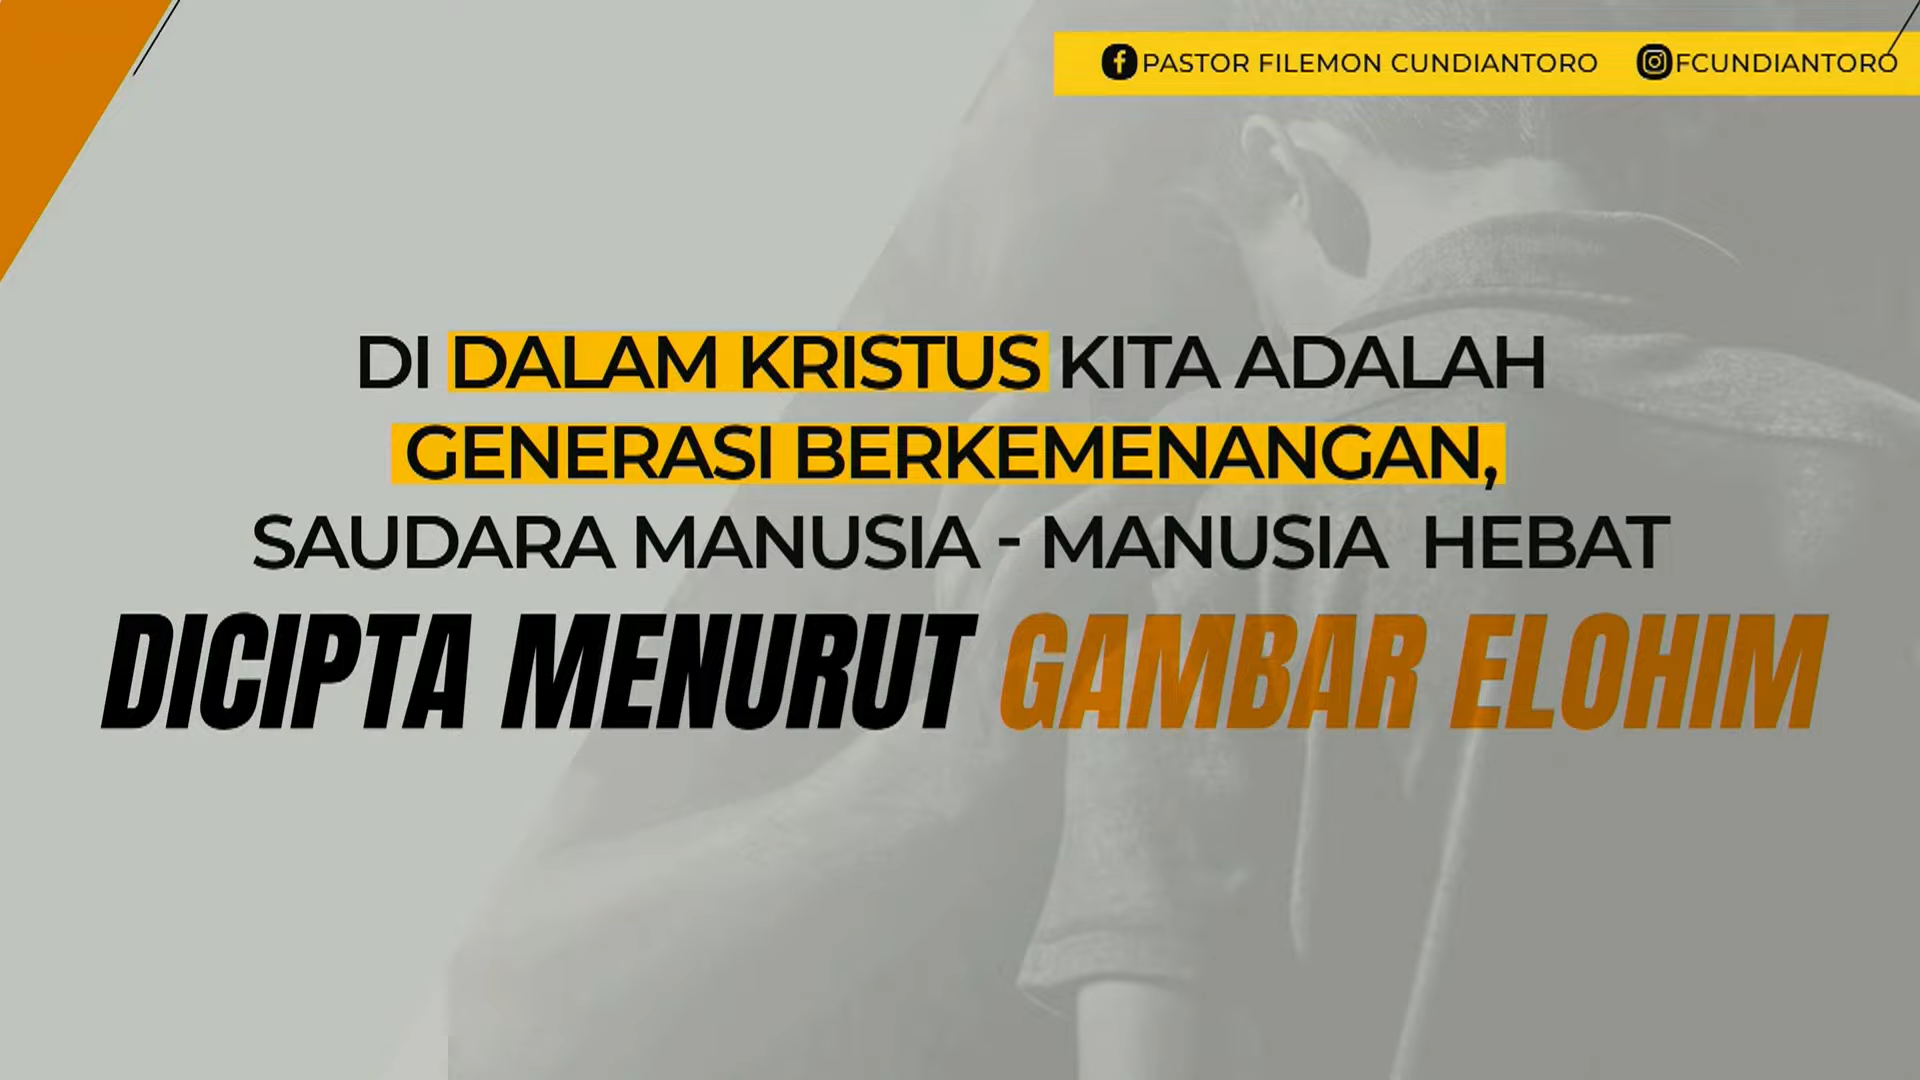 PASTOR FILEMON CUNDIANTORO FCUNDIANTORO
DI DALAM KRISTUS KITA ADALAH
GENERASI BERKEMENANGAN,
SAUDARA MANUSIA - MANUSIA HEBAT
DICIPTA MENURUT GAMBAR ELOHIM